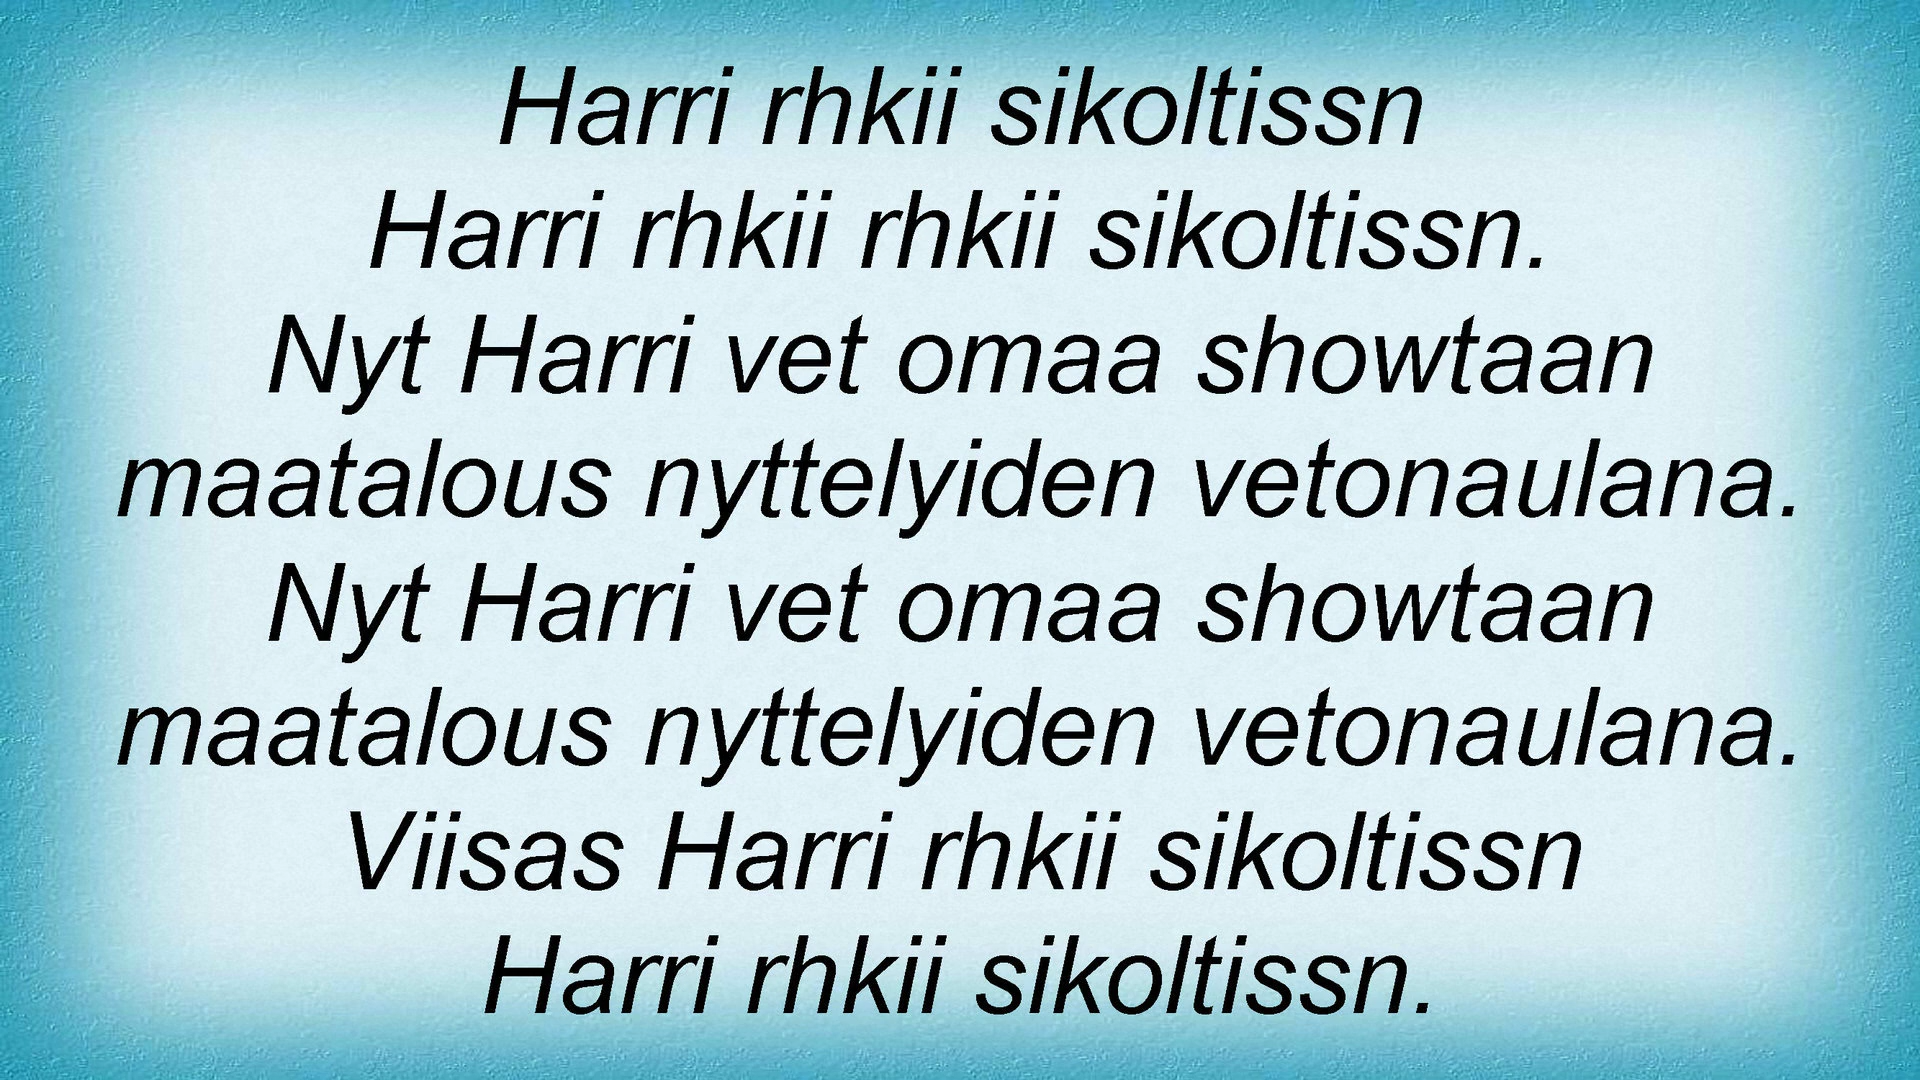 Harri rhkii sikoltissn
Harri rhkii rhkii sikoltissn.
Nyt Harri vet omaa showtaan
maatalous nyttelyiden vetonaulana.
Nyt Harri vet omaa showtaan
maatalous nyttelyiden vetonaulana.
Viisas Harri rhkii sikoltissn
Harri rhkii sikoltissn.